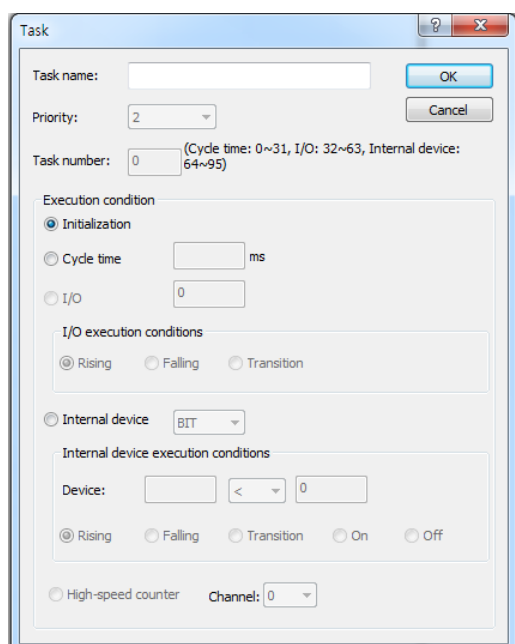 Task
?
Task name:
OK
Cancel
Priority: 2
Task number: 0 (Cycle time: 0~31, I/O: 32~63, Internal device:
64~95)
Execution condition
Initialization
Cycle time ms
I/O 0
I/O execution conditions
Rising Falling Transition
Internal device BIT
Internal device execution conditions
Device: < 0
Rising Falling Transition On Off
High-speed counter Channel: 0